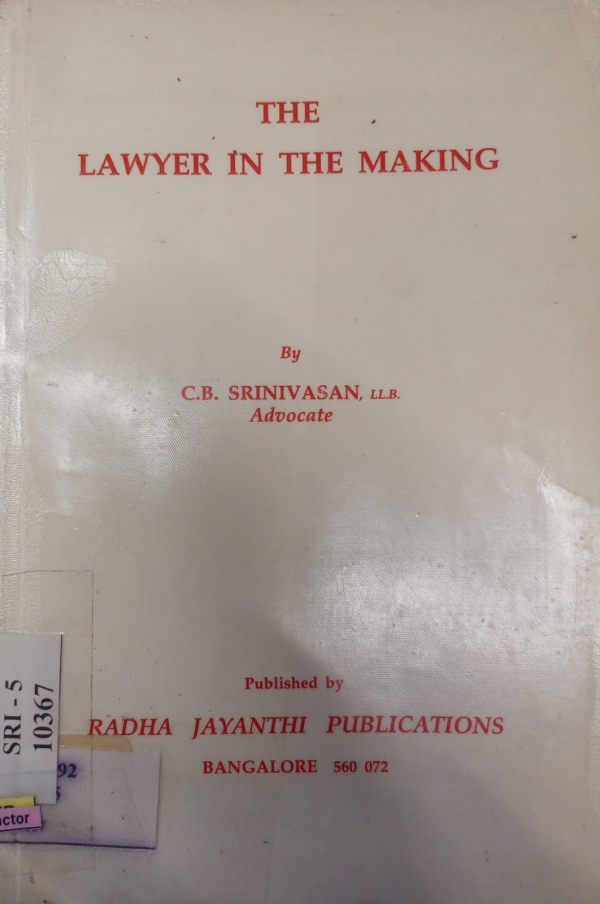 THE
LAWYER IN THE MAKING
By
C.B. SRINIVASAN, LL.B.
Advocate
Published by
RADHA JAYANTHI PUBLICATIONS
BANGALORE 560 072
SRI - 5
10367
92
5
ctor